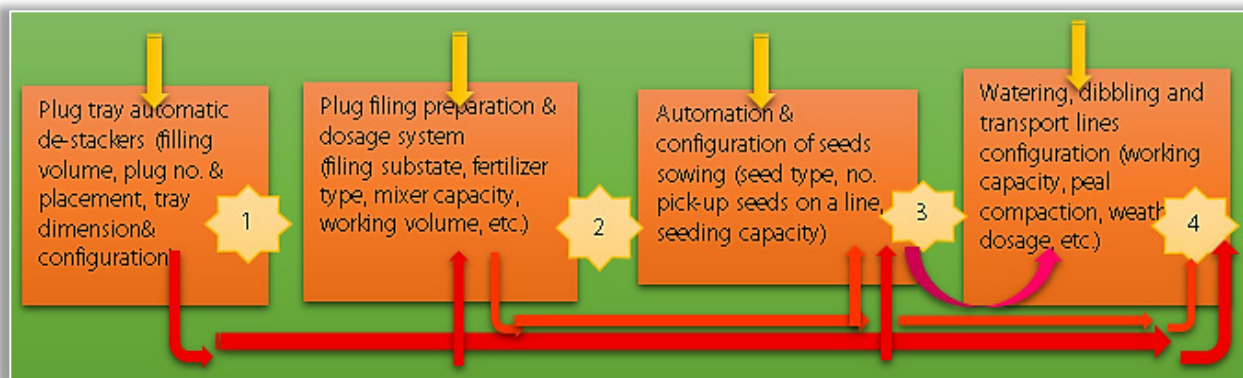 Plug tray automatic
de-stackers (filling
volume, plug no. &
placement, tray
dimension&
configuration)
1
Plug filing preparation &
dosage system
(filing substate, fertilizer
type, mixer capacity,
working volume, etc.)
2
Automation &
configuration of seeds
sowing (seed type, no.
pick-up seeds on a line,
seeding capacity)
3
Watering, dibbling and
transport lines
configuration (working
capacity, peal
compaction,
dosage, etc.)
4